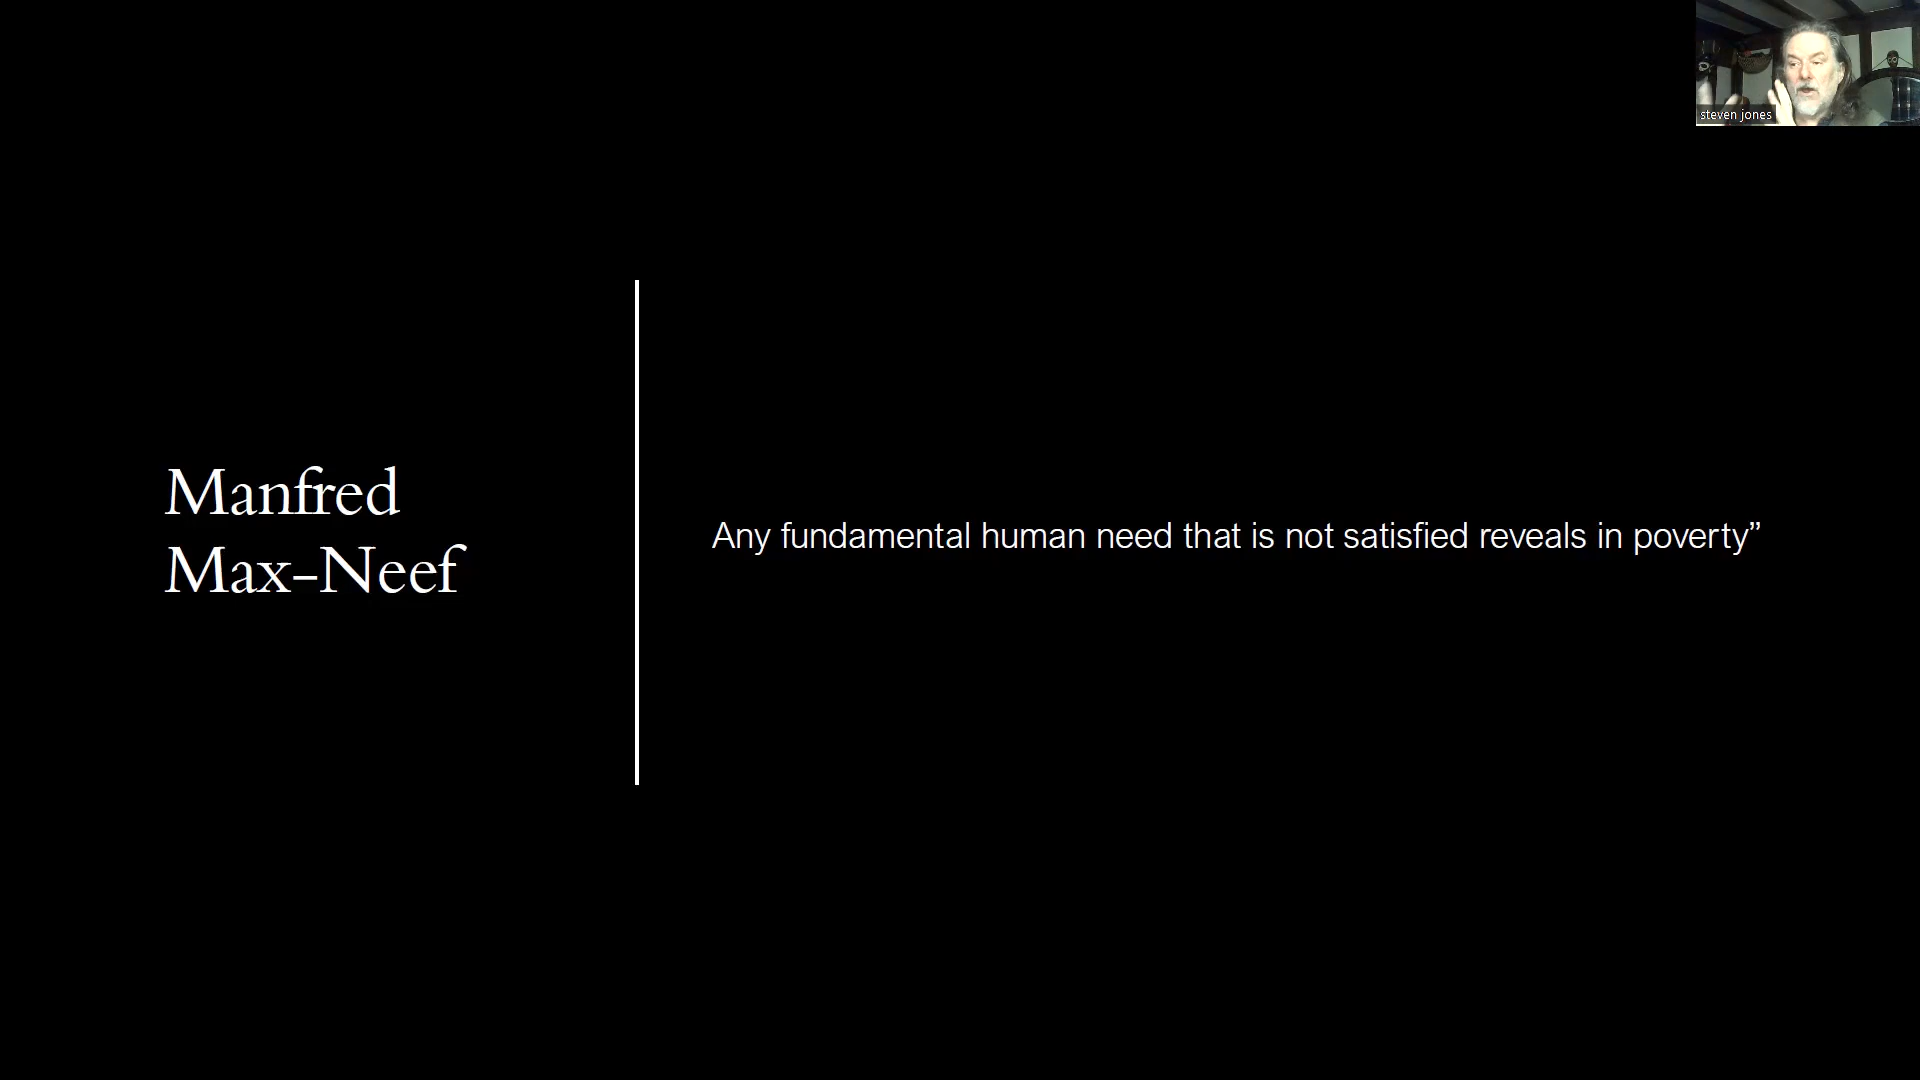 steven jones
Manfred
Max-Neef
Any fundamental human need that is not satisfied reveals in poverty”